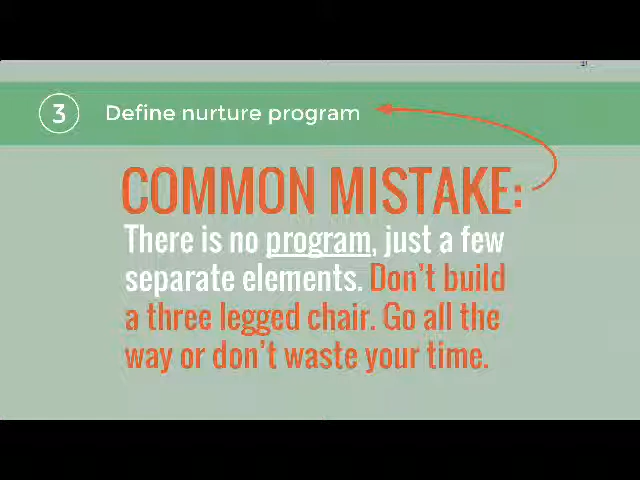 3 Define nurture program
COMMON MISTAKE:
There is no program, just a few
separate elements. Don't build
a three legged chair. Go all the
way or don't waste your time.